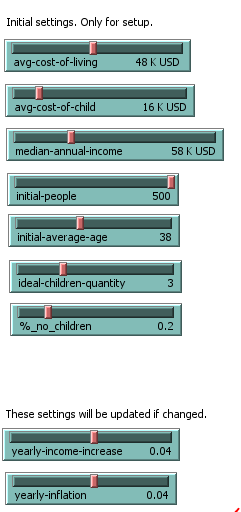 Initial settings. Only for setup.
avg-cost-of-living 48 K USD
avg-cost-of-child 16 K USD
median-annual-income 58 K USD
initial-people 500
initial-average-age 38
ideal-children-quantity 3
%_no_children 0.2
These settings will be updated if changed.
yearly-income-increase 0.04
yearly-inflation 0.04